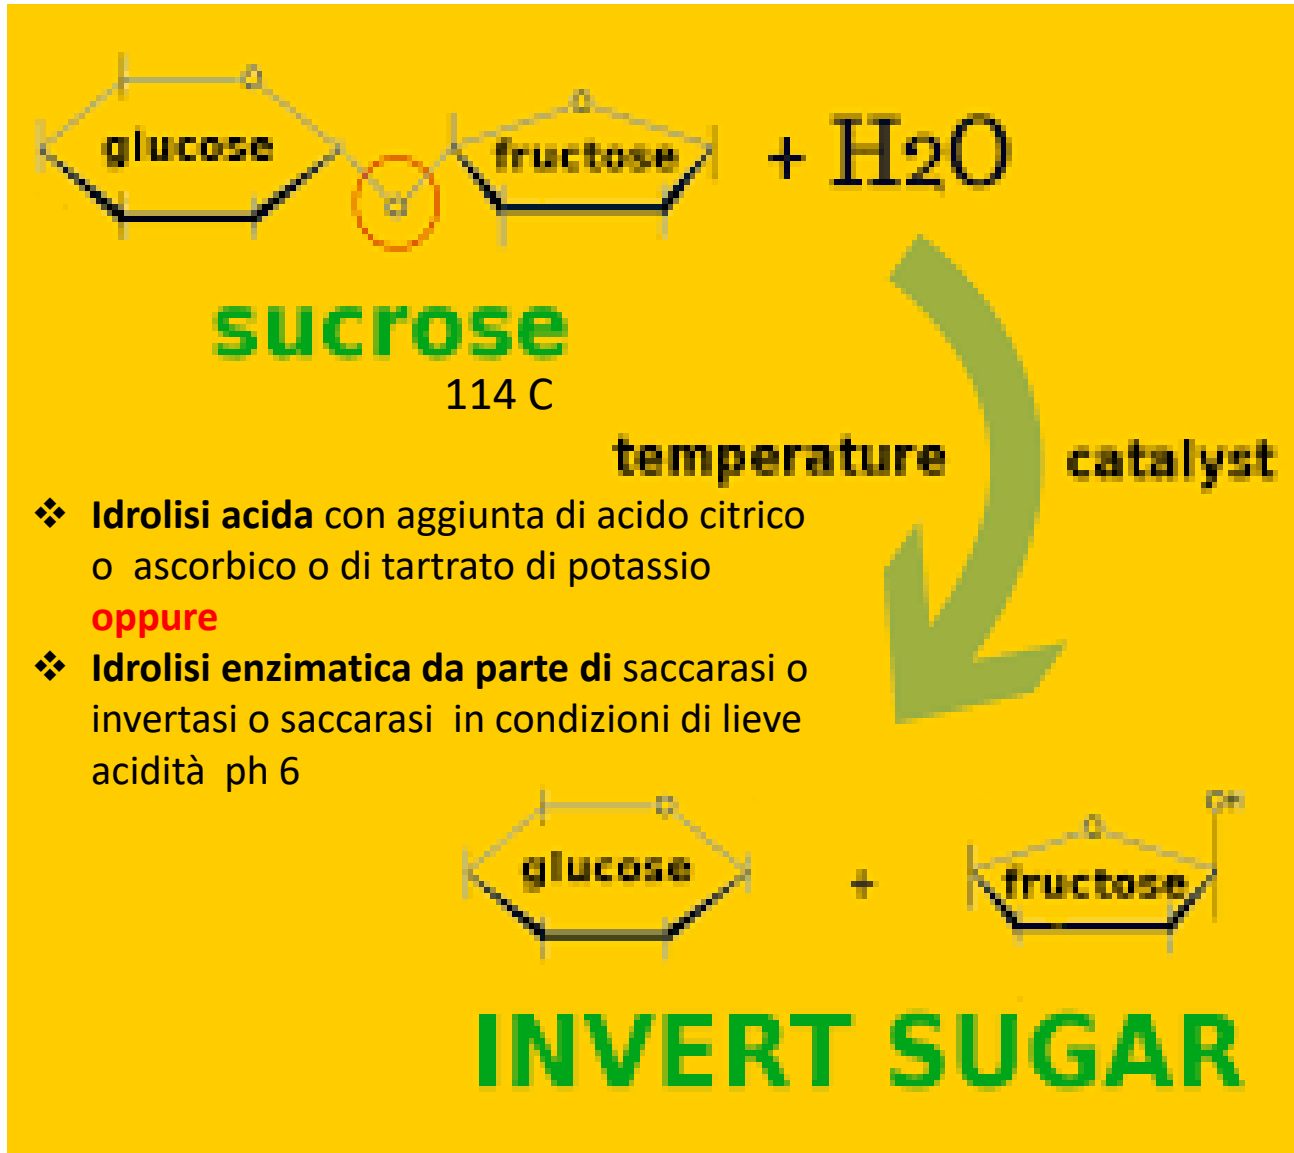 O
O
glucose
fructose
+ H2O
O
sucrose
114 C
temperature
catalyst
❖ Idrolisi acida con aggiunta di acido citrico
o ascorbico o di tartrato di potassio
oppure
❖ Idrolisi enzimatica da parte di saccarasi o
invertasi o saccarasi in condizioni di lieve
acidità ph 6
O
O
OH
glucose
+
fructose
INVERT SUGAR